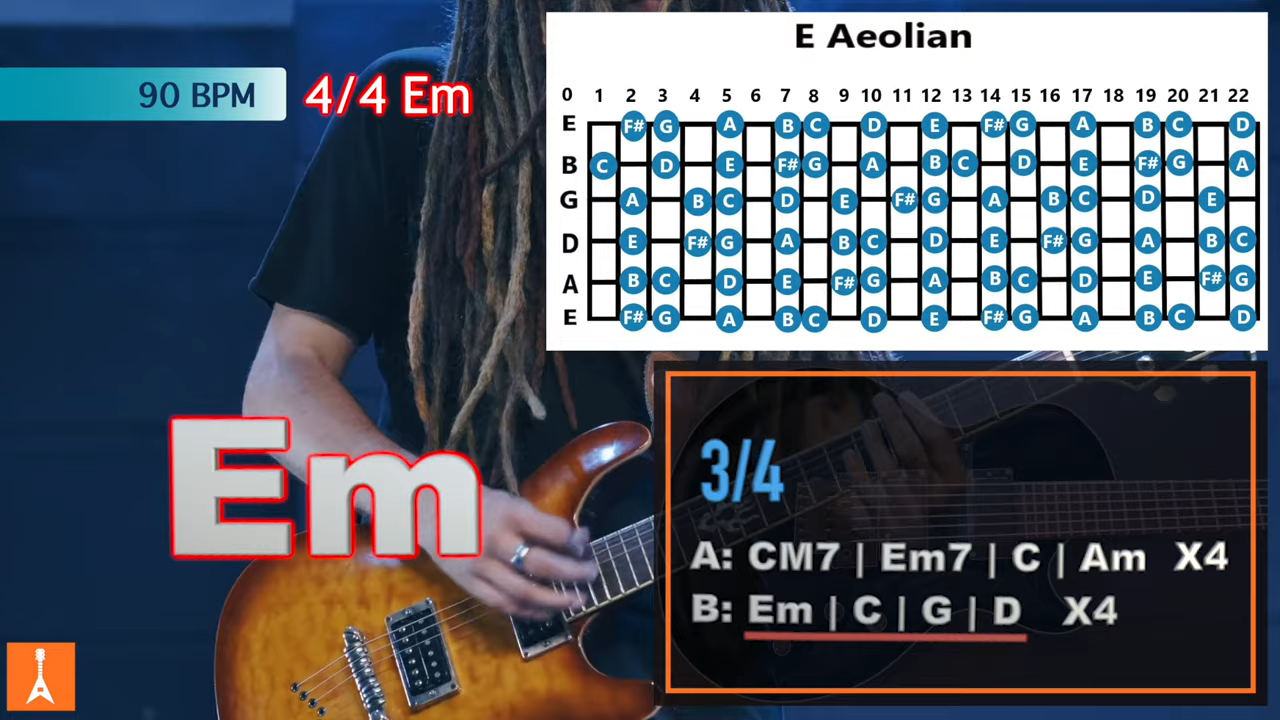 90 BPM 4/4 Em
E Aeolian
0 1 2 3 4 5 6 7 8 9 10 11 12 13 14 15 16 17 18 19 20 21 22
E F# G A B C D E F# G A B C D
B C D E F# G A B C D E F# G A
G A B C D E F# G A B C D E
D E F# G A B C D E F# G A B C
A B C D E F# G A B C D E F# G
E F# G A B C D E F# G A B C D
Em
3/4
A: CM7 | Em7 | C | Am X4
B: Em | C | G | D X4